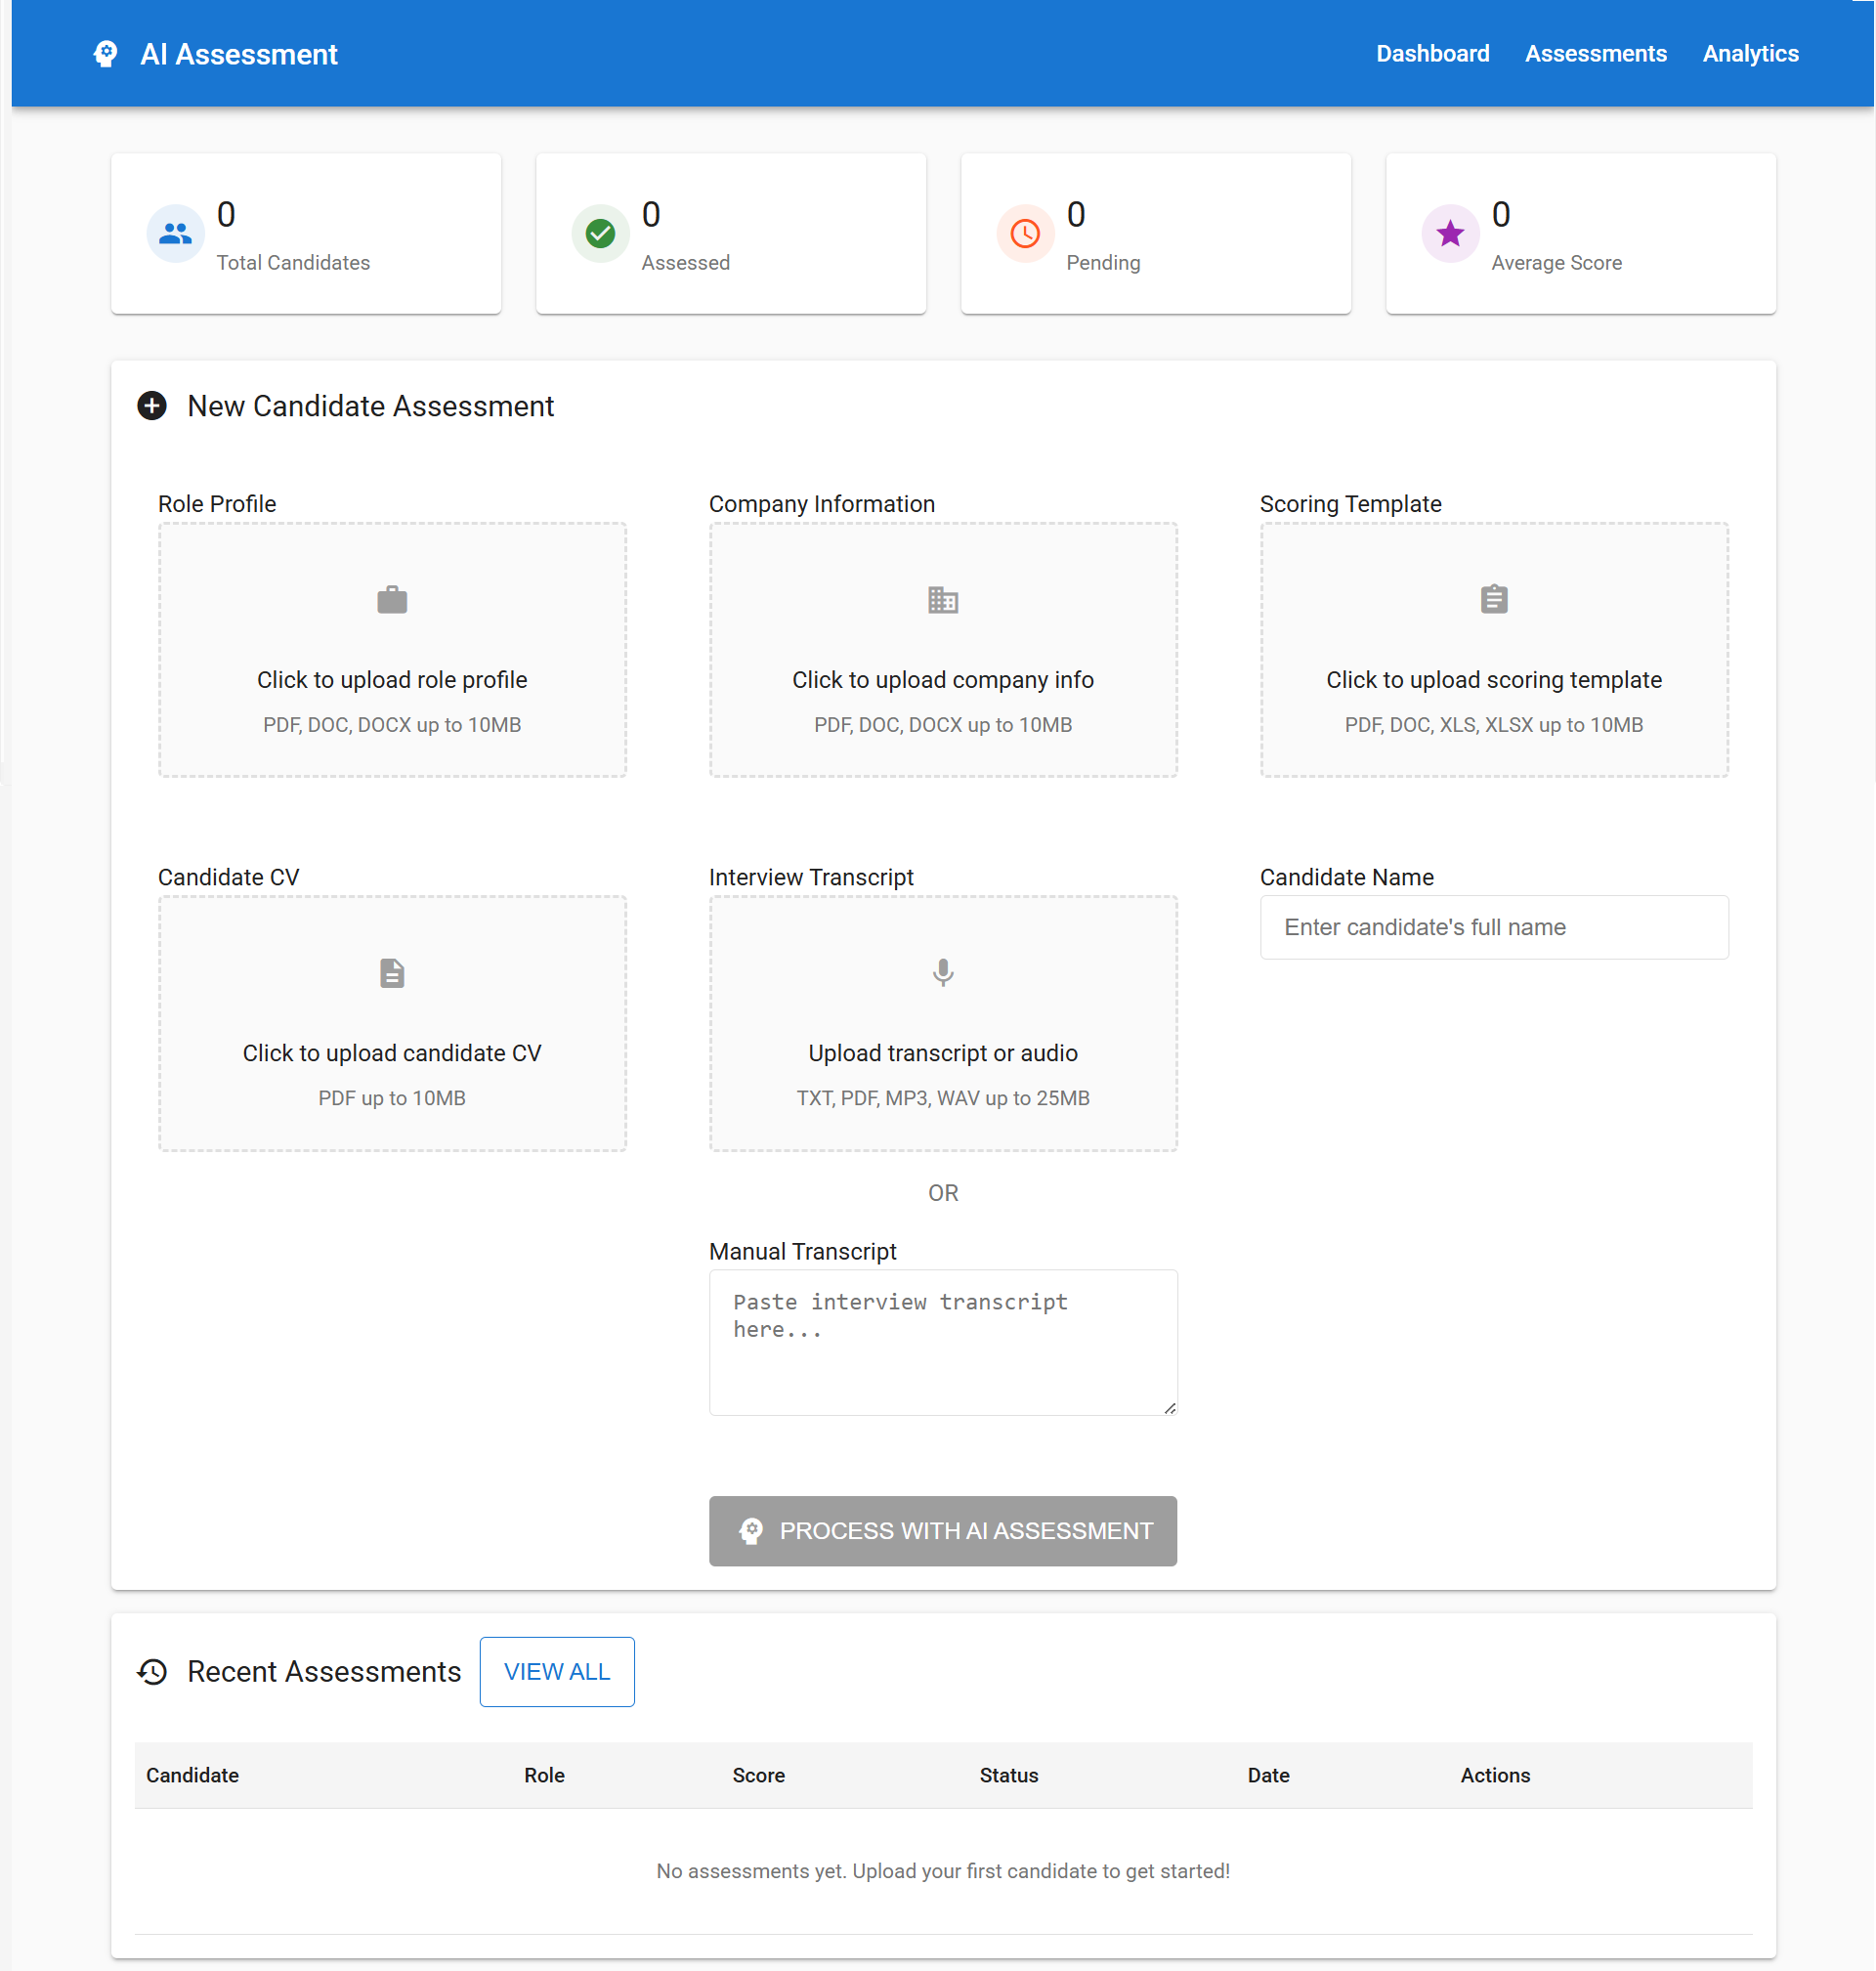 AI Assessment
Dashboard
Assessments
Analytics
0
Total Candidates
0
Assessed
0
Pending
0
Average Score
New Candidate Assessment
Role Profile
Click to upload role profile
PDF, DOC, DOCX up to 10MB
Company Information
Click to upload company info
PDF, DOC, DOCX up to 10MB
Scoring Template
Click to upload scoring template
PDF, DOC, XLS, XLSX up to 10MB
Candidate CV
Click to upload candidate CV
PDF up to 10MB
Interview Transcript
Upload transcript or audio
TXT, PDF, MP3, WAV up to 25MB
OR
Manual Transcript
Paste interview transcript
here...
Candidate Name
Enter candidate's full name
PROCESS WITH AI ASSESSMENT
Recent Assessments
VIEW ALL
Candidate Role Score Status Date Actions
No assessments yet. Upload your first candidate to get started!